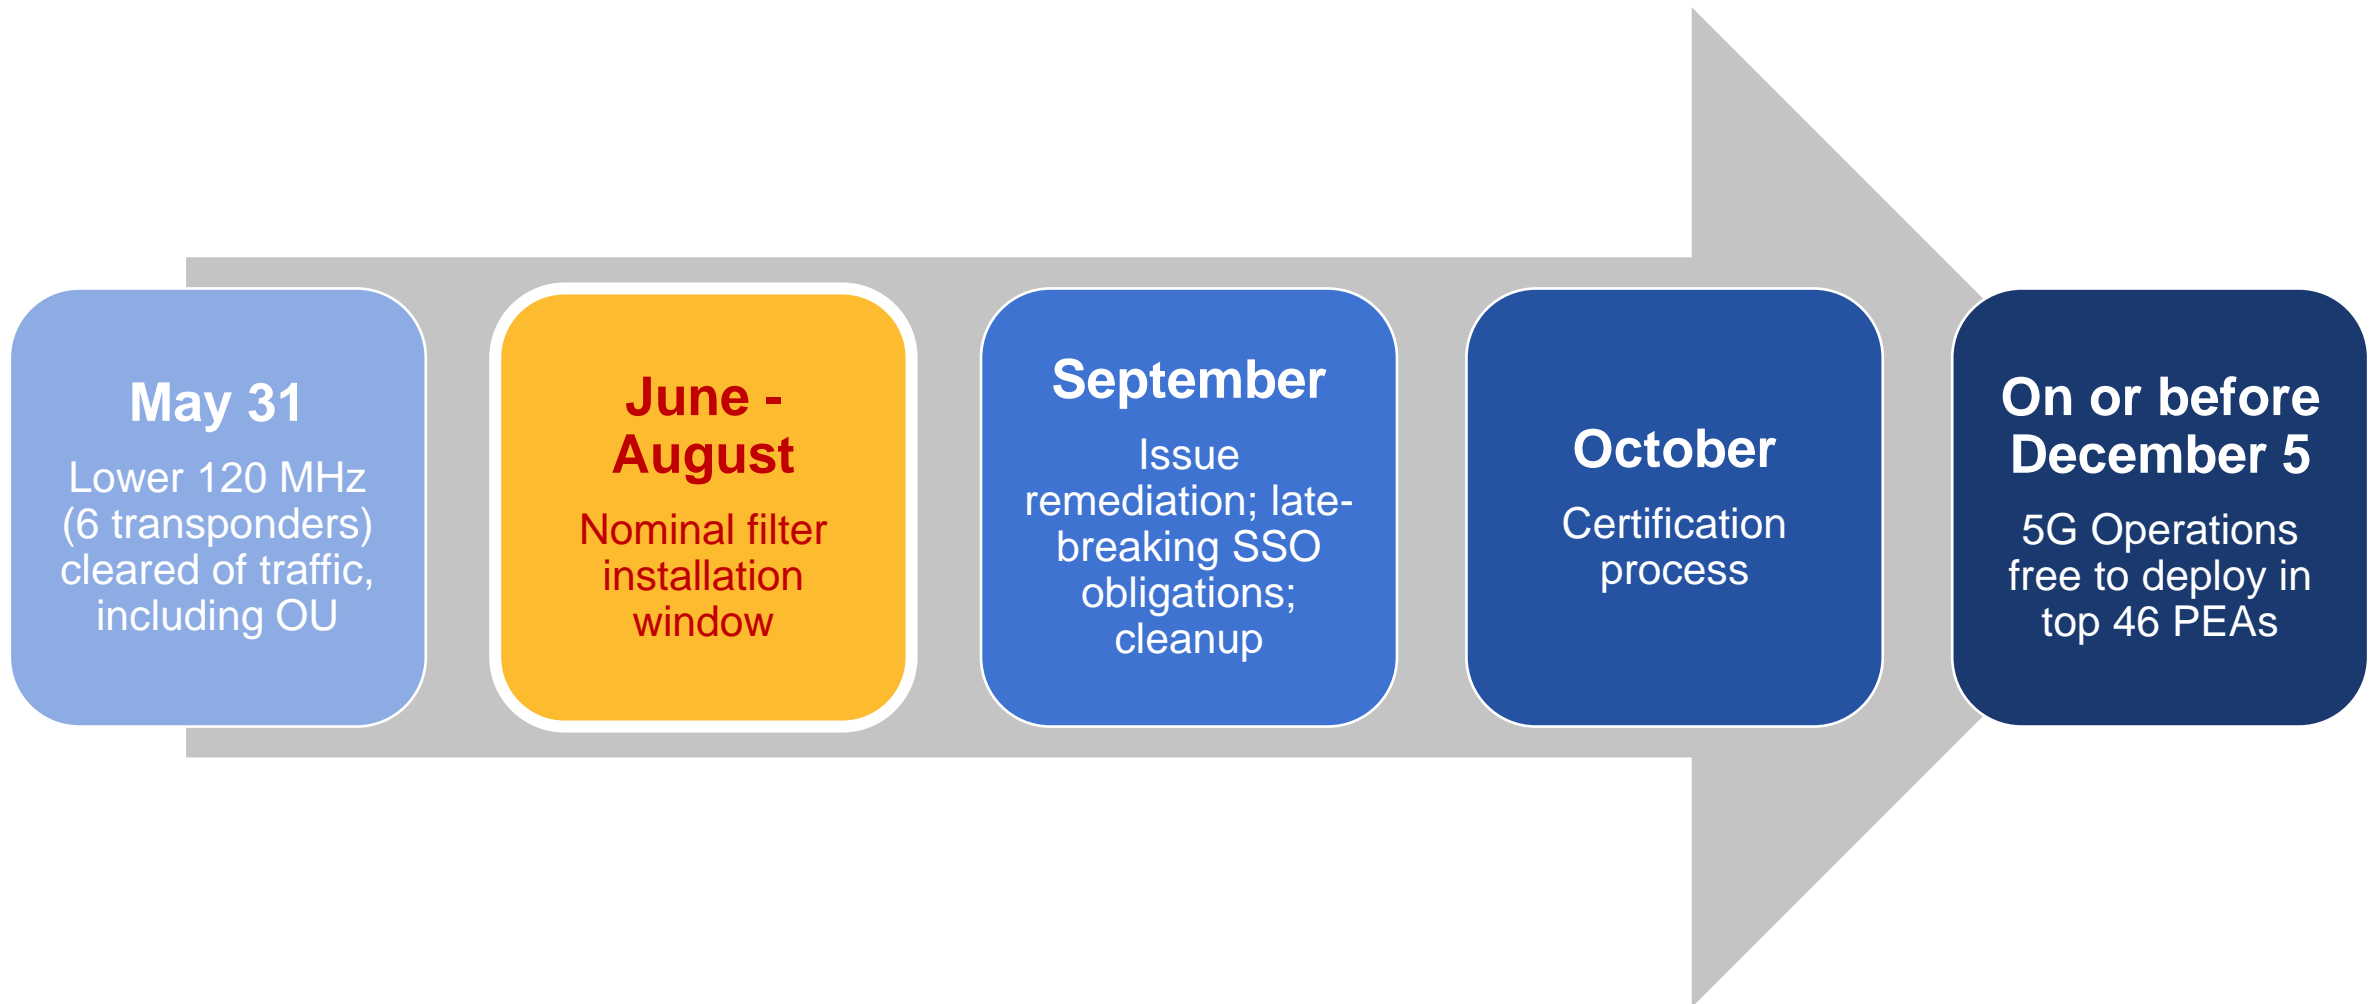 May 31
Lower 120 MHz
(6 transponders)
cleared of traffic,
including OU
June -
August
Nominal filter
installation
window
September
Issue
remediation; late-
breaking SSO
obligations;
cleanup
October
Certification
process
On or before
December 5
5G Operations
free to deploy in
top 46 PEAs